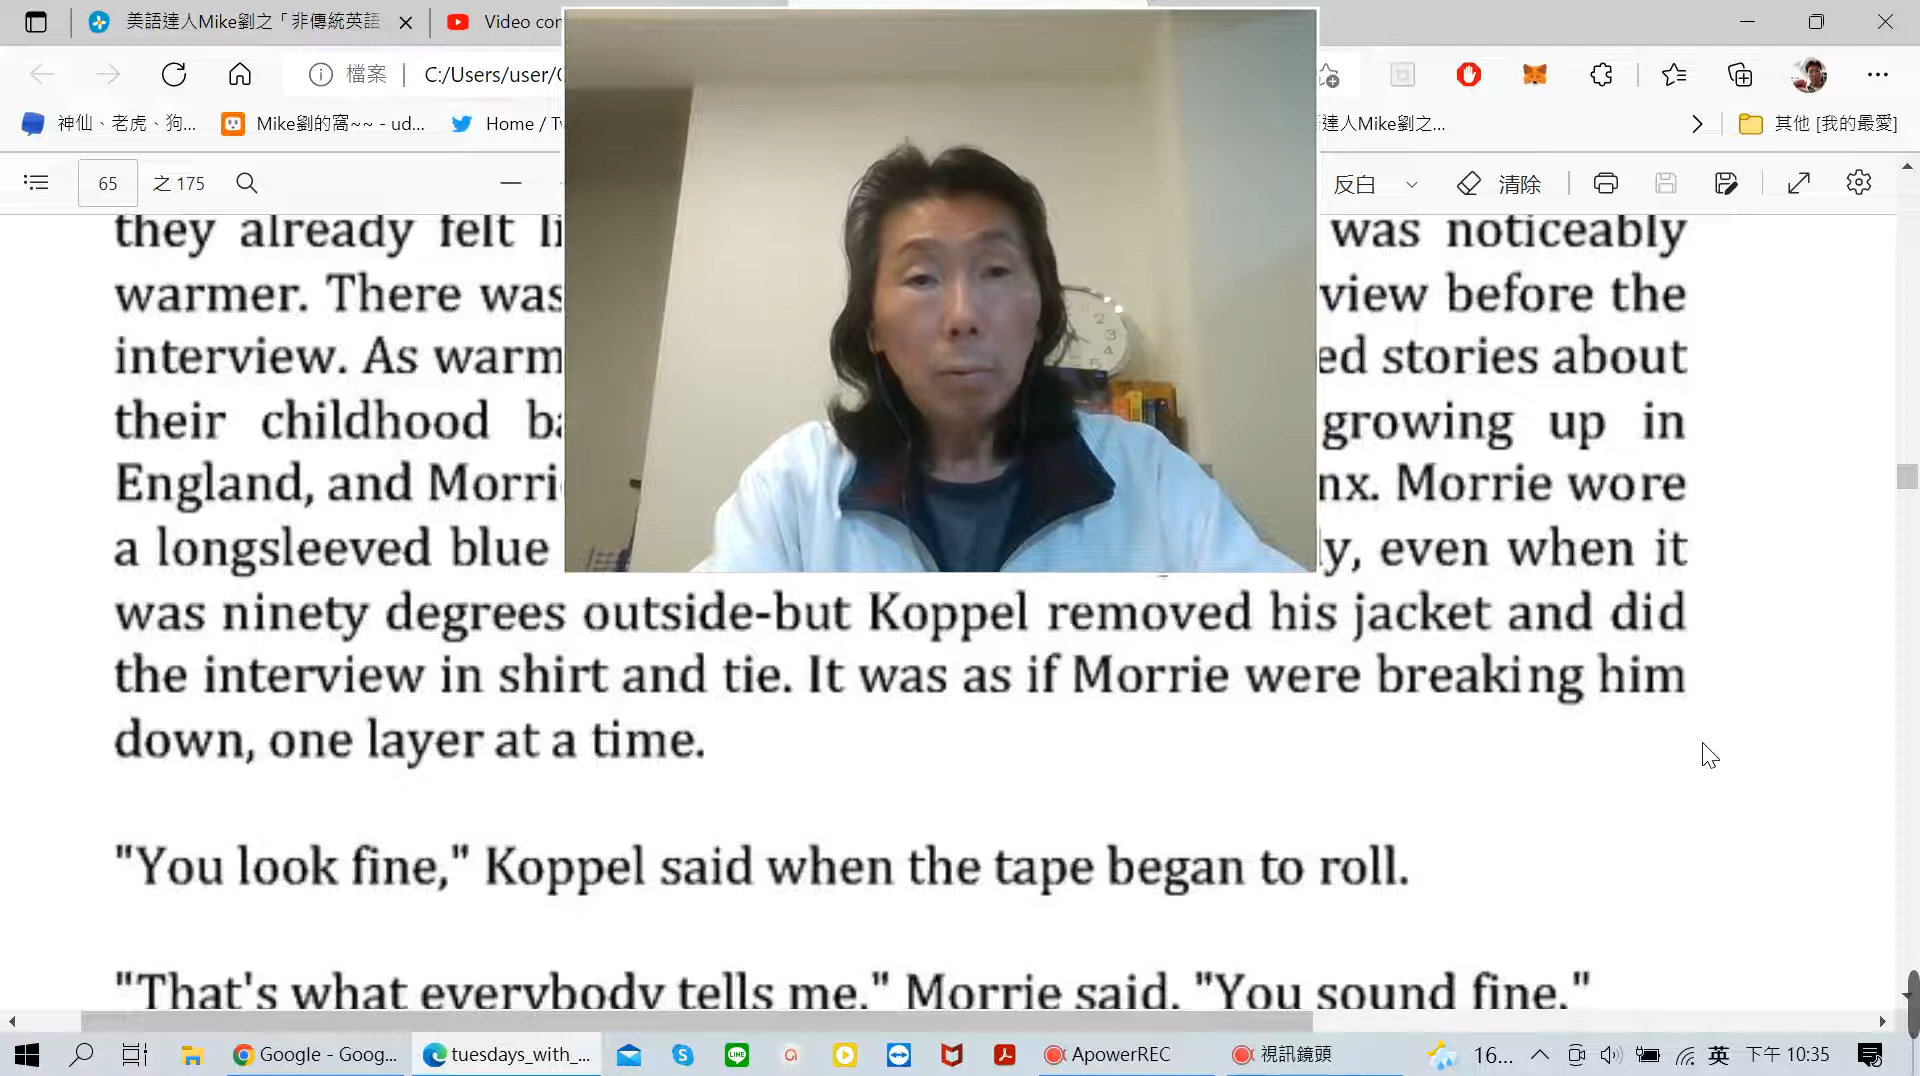 美語達人Mike劉之「非傳統英語
Video cor
檔案
C:/Users/user/
神仙、老虎、狗...
Mike劉的窩~~ - ud...
Home / Tw
達人Mike劉之...
其他 [我的最愛]
65
之 175
反白
清除
they already felt li
was noticeably
warmer. There was
view before the
interview. As warm
ed stories about
their childhood ba
growing up in
England, and Morri
nx. Morrie wore
a longsleeved blue
ly, even when it
was ninety degrees outside-but Koppel removed his jacket and did
the interview in shirt and tie. It was as if Morrie were breaking him
down, one layer at a time.
"You look fine," Koppel said when the tape began to roll.
"That's what everybody tells me," Morrie said. "You sound fine."
Google - Goog...
tuesdays_with_...
ApowerREC
視訊鏡頭
16...
英
下午 10:35